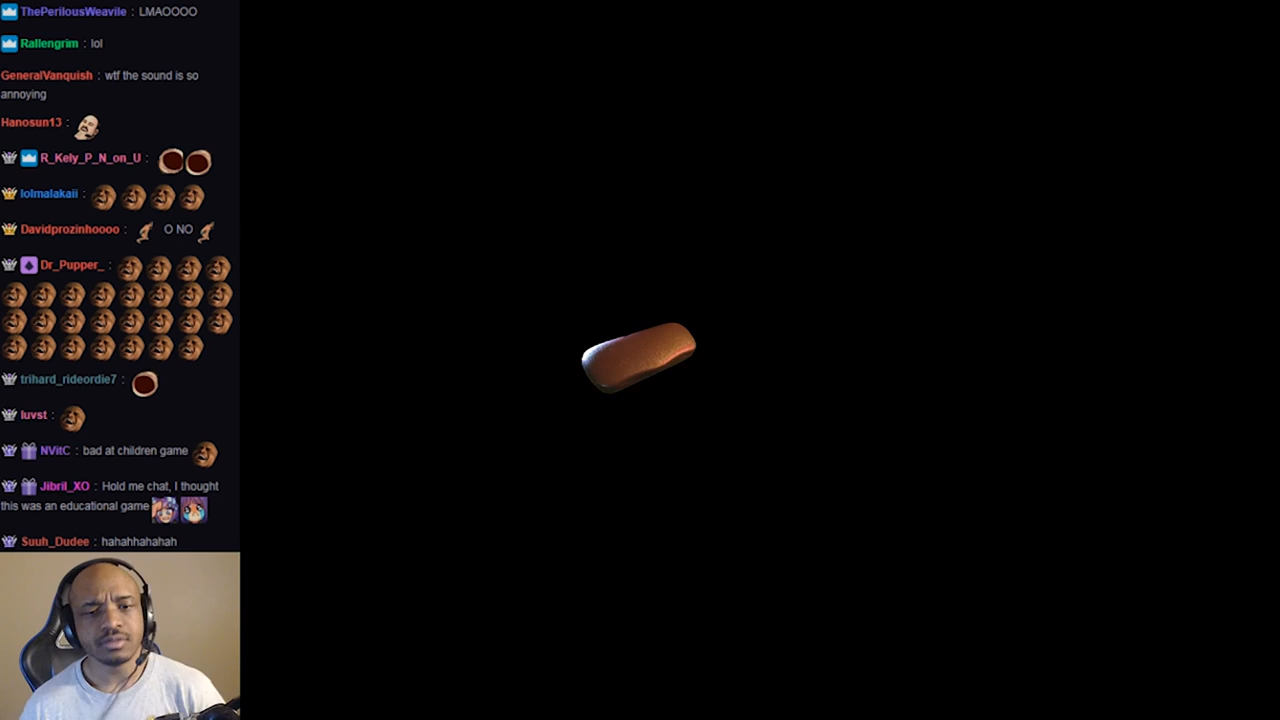 ThePerilousWeavile : LMAOOOO
Rallengrim : lol
GeneralVanquish : wtf the sound is so
annoying
Hanosun13 :
R_Kely_P_N_on_U :
lolmalakaii :
Davidprozinhoooo : O NO
Dr_Pupper_ :
trihard_rideordie7 :
luvst :
NVitC : bad at children game
Jibril_XO : Hold me chat, I thought
this was an educational game
Suuh_Dudee : hahahhahahah